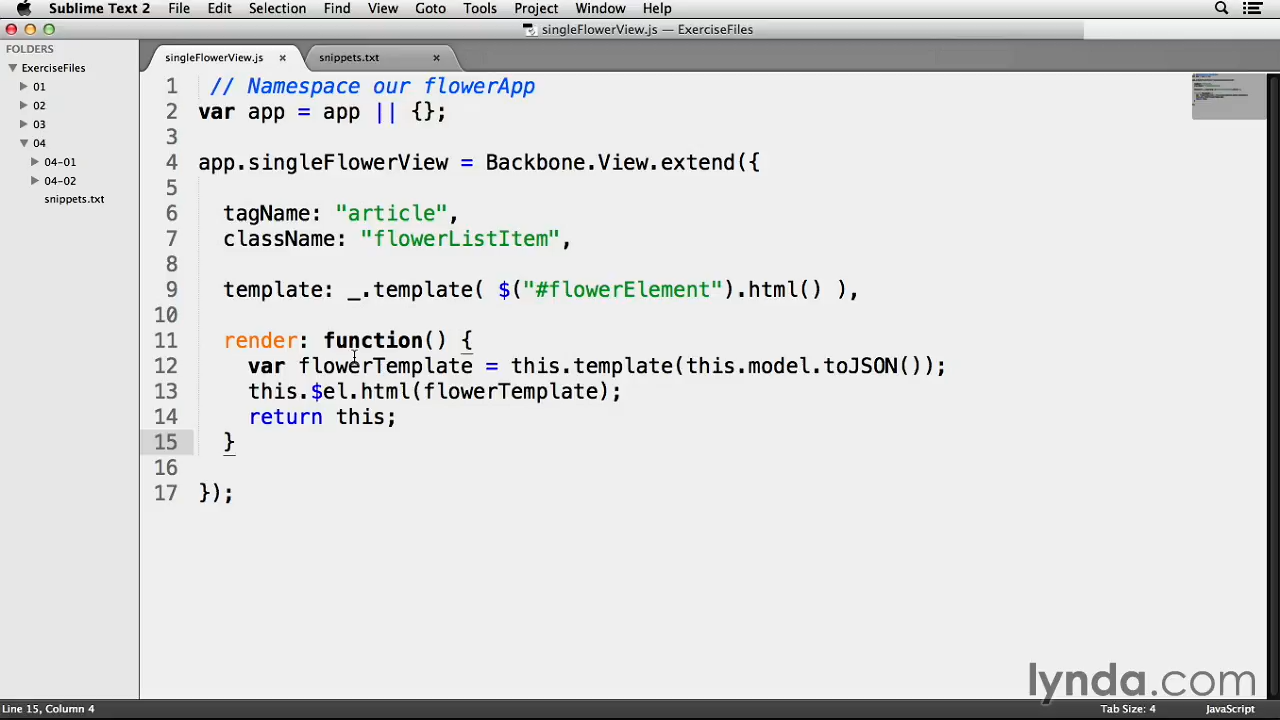 Sublime Text 2 File Edit Selection Find View Goto Tools Project Window Help
singleFlowerView.js — ExerciseFiles
FOLDERS
ExerciseFiles
01
02
03
04
04-01
04-02
snippets.txt
singleFlowerView.js × snippets.txt ×
1 // Namespace our flowerApp
2 var app = app || {};
3
4 app.singleFlowerView = Backbone.View.extend({
5
6 tagName: "article",
7 className: "flowerListItem",
8
9 template: _.template( $("#flowerElement").html() ),
10
11 render: function() {
12 var flowerTemplate = this.template(this.model.toJSON());
13 this.$el.html(flowerTemplate);
14 return this;
15 }
16
17 });
lynda.com
Line 15, Column 4 Tab Size: 4 JavaScript